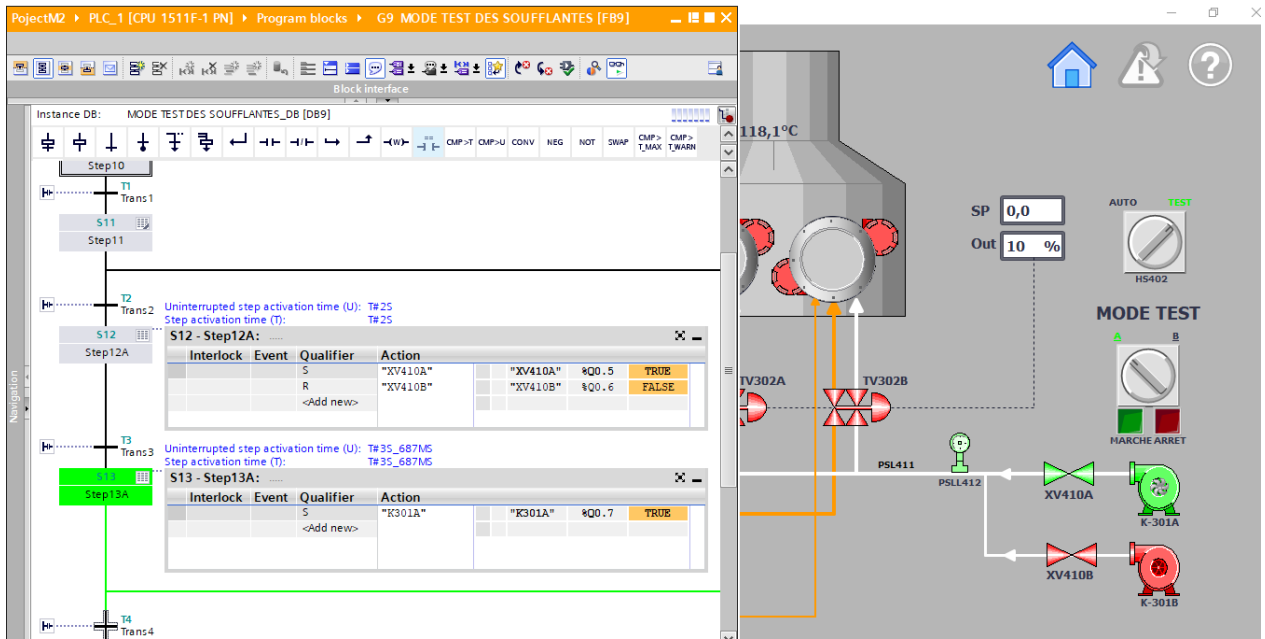 PojectM2 ▸ PLC_1 [CPU 1511F-1 PN] ▸ Program blocks ▸ G9 MODE TEST DES SOUFFLANTES [FB9]
Block interface
Instance DB: MODE TEST DES SOUFFLANTES_DB [DB9]
CMP>T CMP>U CONV NEG NOT SWAP CMP> T_MAX CMP> T_WARN
Navigation
Step10
T1
Trans1
S11
Step11
T2
Trans2
Uninterrupted step activation time (U): T#2S
Step activation time (T): T#2S
S12
Step12A
S12 - Step12A: .....
Interlock Event Qualifier Action
S "XV410A" "XV410A" %Q0.5 TRUE
R "XV410B" "XV410B" %Q0.6 FALSE
<Add new>
T3
Trans3
Uninterrupted step activation time (U): T#3S_687MS
Step activation time (T): T#3S_687MS
S13
Step13A
S13 - Step13A: .....
Interlock Event Qualifier Action
S "K301A" "K301A" %Q0.7 TRUE
<Add new>
T4
Trans4
118,1°C
?
SP 0,0
Out 10 %
AUTO TEST
HS402
MODE TEST
A B
MARCHE ARRET
TV302A
TV302B
PSL411
PSLL412
XV410A
K-301A
XV410B
K-301B